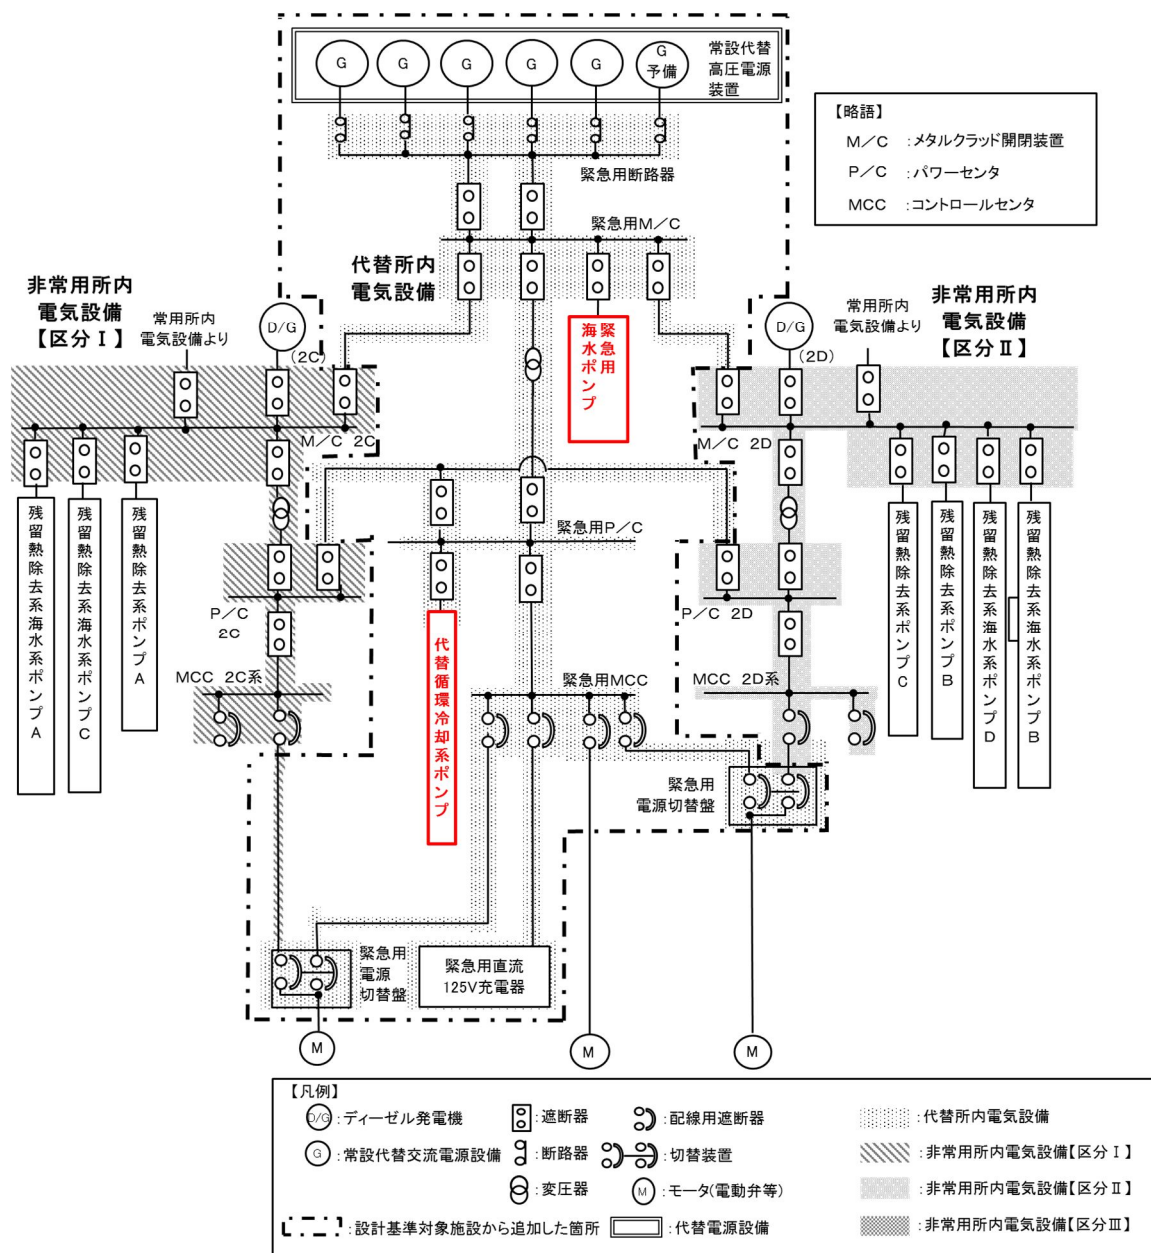 G
G
G
G
G
G
予備
常設代替
高圧電源
装置
【略語】
M／C ：メタルクラッド開閉装置
P／C ：パワーセンタ
MCC ：コントロールセンタ
緊急用断路器
緊急用M／C
代替所内
電気設備
非常用所内
電気設備
【区分Ⅰ】
常用所内
電気設備より
D/G
(2C)
緊急用
海水ポンプ
D/G
(2D)
常用所内
電気設備より
非常用所内
電気設備
【区分Ⅱ】
M／C 2C
M／C 2D
残留熱除去系海水系ポンプA
残留熱除去系海水系ポンプC
残留熱除去系ポンプA
緊急用P／C
残留熱除去系ポンプC
残留熱除去系ポンプB
残留熱除去系海水系ポンプD
残留熱除去系海水系ポンプB
P／C
2C
P／C 2D
代替循環冷却系ポンプ
MCC 2C系
緊急用MCC
MCC 2D系
緊急用
電源切替盤
緊急用
電源
切替盤
緊急用直流
125V充電器
M
M
M
【凡例】
D/G ：ディーゼル発電機
：遮断器
：配線用遮断器
：代替所内電気設備
G ：常設代替交流電源設備
：断路器
：切替装置
：非常用所内電気設備【区分Ⅰ】
：変圧器
M ：モータ(電動弁等)
：非常用所内電気設備【区分Ⅱ】
：設計基準対象施設から追加した箇所
：代替電源設備
：非常用所内電気設備【区分Ⅲ】